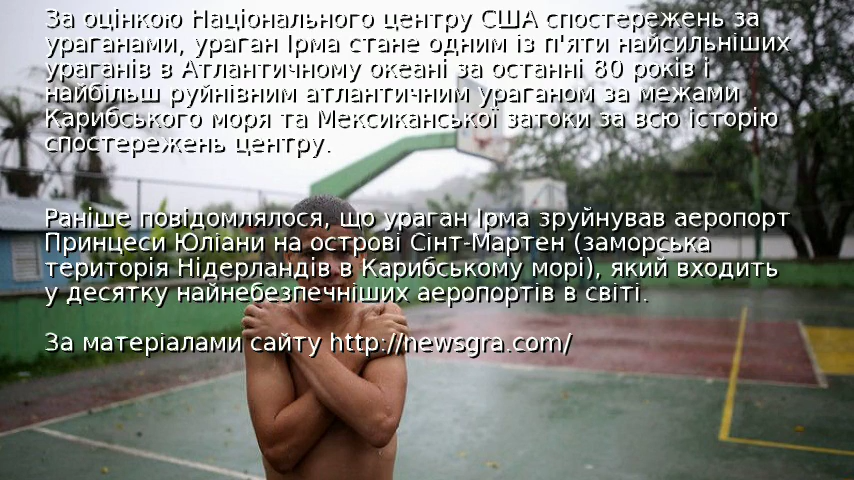 За оцінкою Національного центру США спостережень за
ураганами, ураган Ірма стане одним із п'яти найсильніших
ураганів в Атлантичному океані за останні 80 років і
найбільш руйнівним атлантичним ураганом за межами
Карибського моря та Мексиканської затоки за всю історію
спостережень центру.
Раніше повідомлялося, що ураган Ірма зруйнував аеропорт
Принцеси Юліани на острові Сінт-Мартен (заморська
територія Нідерландів в Карибському морі), який входить
у десятку найнебезпечніших аеропортів в світі.
За матеріалами сайту http://newsgra.com/